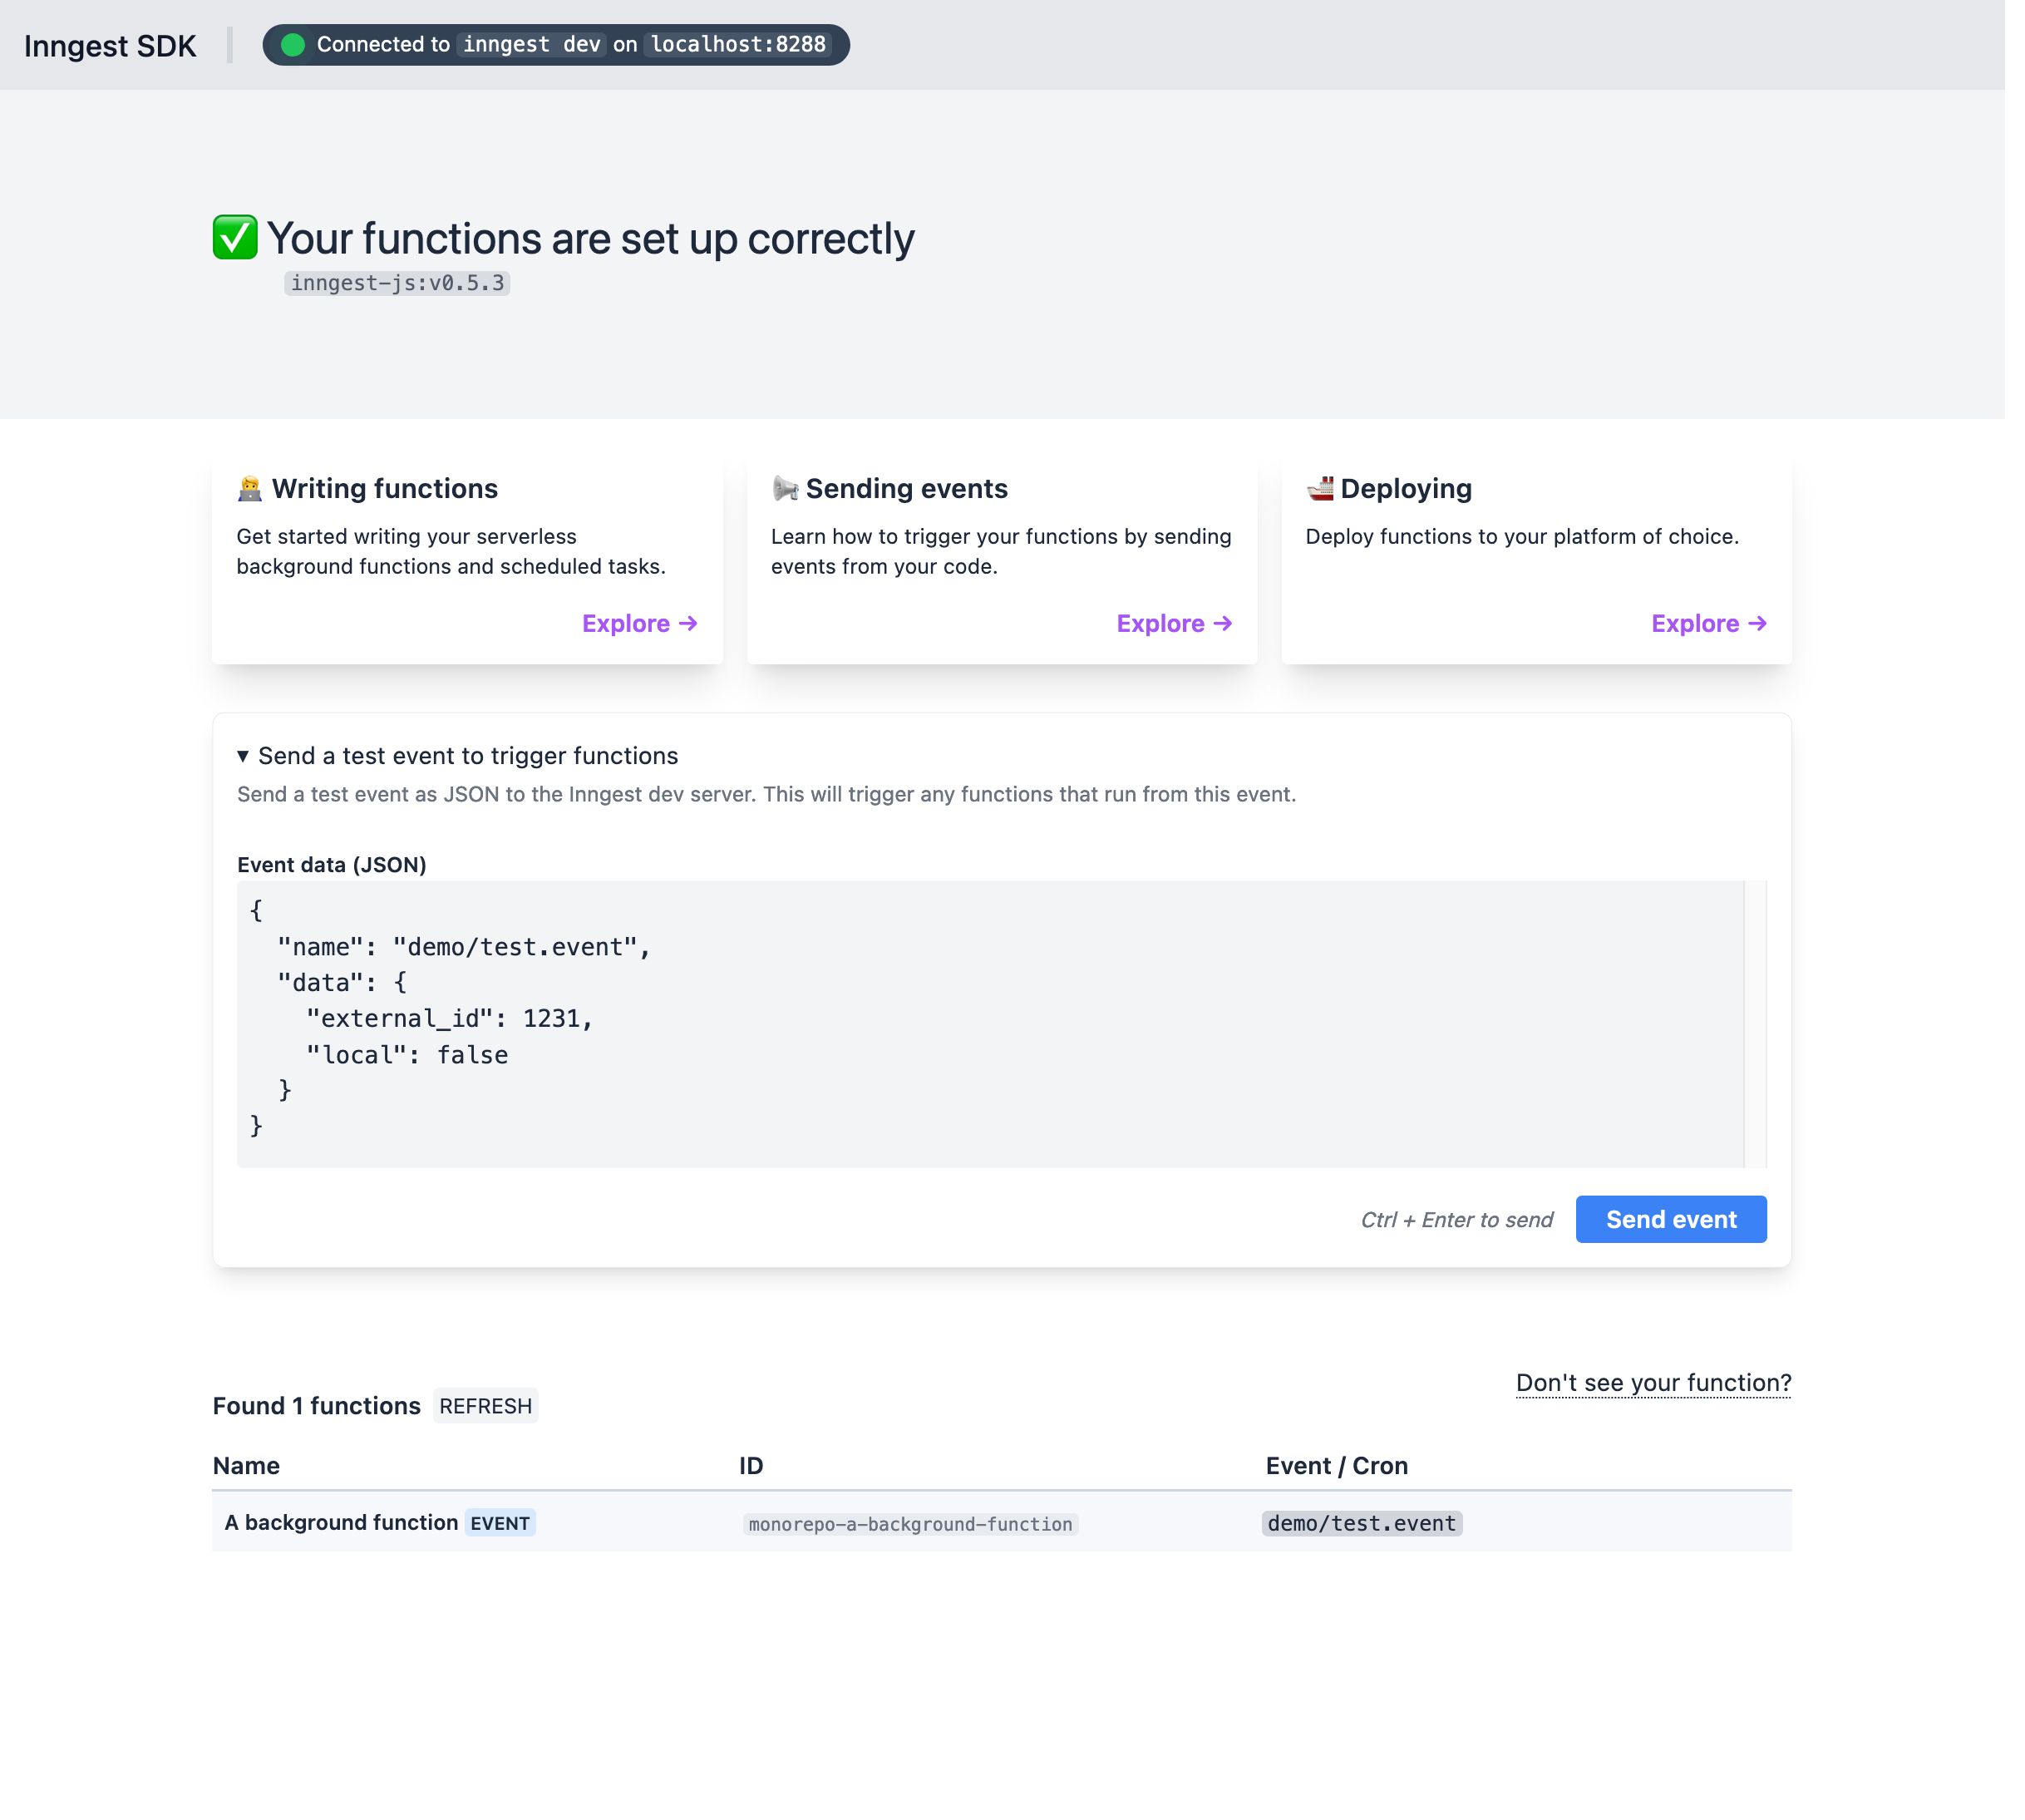 Inngest SDK
Connected to inngest dev on localhost:8288
✅ Your functions are set up correctly
inngest-js:v0.5.3
🧑‍💻 Writing functions
Get started writing your serverless
background functions and scheduled tasks.
Explore →
📢 Sending events
Learn how to trigger your functions by sending
events from your code.
Explore →
🚢 Deploying
Deploy functions to your platform of choice.
Explore →
▼ Send a test event to trigger functions
Send a test event as JSON to the Inngest dev server. This will trigger any functions that run from this event.
Event data (JSON)
{
  "name": "demo/test.event",
  "data": {
    "external_id": 1231,
    "local": false
  }
}
Ctrl + Enter to send
Send event
Don't see your function?
Found 1 functions REFRESH
Name ID Event / Cron
A background function EVENT monorepo-a-background-function demo/test.event